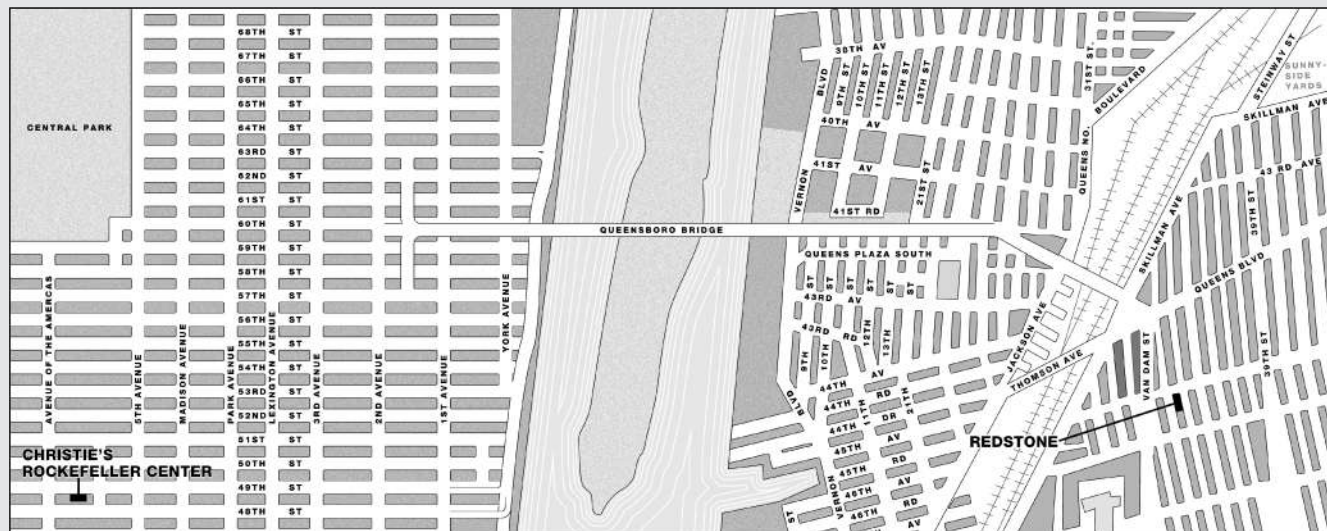 68TH ST
67TH ST
66TH ST
65TH ST
64TH ST
63RD ST
62ND ST
61ST ST
60TH ST
59TH ST
58TH ST
57TH ST
56TH ST
55TH ST
54TH ST
53RD ST
52ND ST
51ST ST
50TH ST
49TH ST
48TH ST
CENTRAL PARK
AVENUE OF THE AMERCAS
5TH AVENUE
MADISON AVENUE
PARK AVENUE
LEXINGTON AVENUE
3RD AVENUE
2ND AVENUE
1ST AVENUE
YORK AVENUE
CHRISTIE'S
ROCKEFELLER CENTER
QUEENSBORO BRIDGE
VERNON BLVD
38TH AV
9TH ST
10TH ST
11TH ST
12TH ST
13TH ST
40TH AV
41ST AV
41ST RD
21ST ST
31ST ST.
QUEENS NO. BOULEVARD
STEINWAY ST
SUNNY-
SIDE
YARDS
SKILLMAN AVE
43 RD AVE
39TH ST
SKILLMAN AVE
QUEENS BLVD
QUEENS PLAZA SOUTH
ST
ST
ST
ST
ST
43RD AV
43RD RD
9TH
10TH
12TH
13TH
JACKSON AVE
THOMSON AVE
VAN DAM ST
39TH ST
REDSTONE
BLVD
44TH AV
44TH RD
44TH DR
45TH AV
45TH RD
46TH AV
46TH RD
AV
11TH
21TH
VERNON
ST